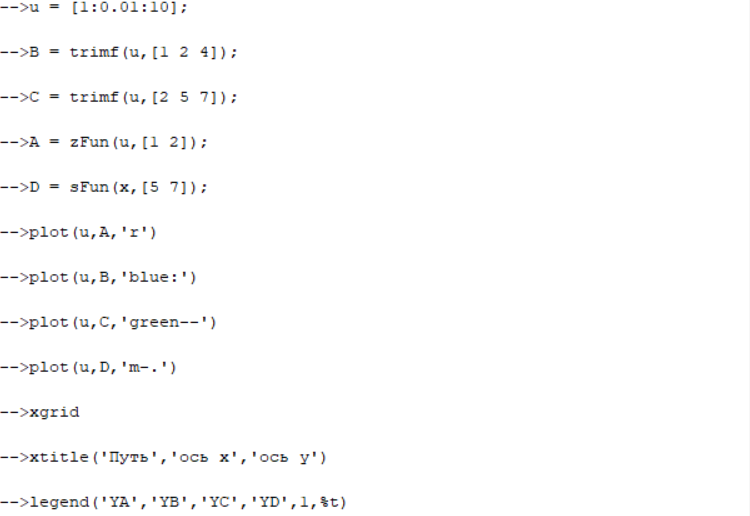 -->u = [1:0.01:10];
-->B = trimf(u,[1 2 4]);
-->C = trimf(u,[2 5 7]);
-->A = zFun(u,[1 2]);
-->D = sFun(x,[5 7]);
-->plot(u,A,'r')
-->plot(u,B,'blue:')
-->plot(u,C,'green--')
-->plot(u,D,'m-.')
-->xgrid
-->xtitle('Путь','ось x','ось y')
-->legend('YA','YB','YC','YD',1,%t)